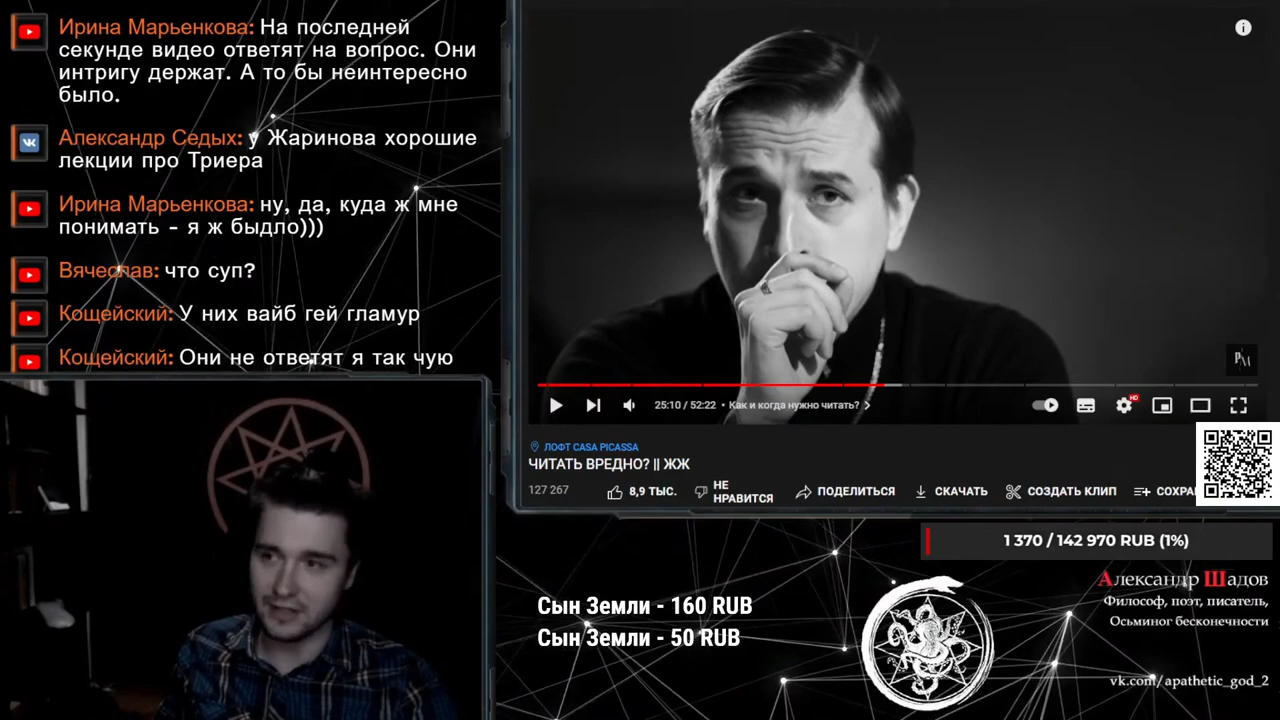 Ирина Марьенкова: На последней
секунде видео ответят на вопрос. Они
интригу держат. А то бы неинтересно
было.
Александр Седых: у Жаринова хорошие
лекции про Триера
Ирина Марьенкова: ну, да, куда ж мне
понимать - я ж быдло)))
Вячеслав: что суп?
Кощейский: У них вайб гей гламур
Кощейский: Они не ответят я так чую
25:10 / 52:22 • Как и когда нужно читать?
HD
ЛОФТ CASA PICASSA
ЧИТАТЬ ВРЕДНО? || ЖЖ
127 267
8,9 ТЫС.
НЕ
НРАВИТСЯ
ПОДЕЛИТЬСЯ
СКАЧАТЬ
СОЗДАТЬ КЛИП
СОХРАН
1 370 / 142 970 RUB (1%)
Сын Земли - 160 RUB
Сын Земли - 50 RUB
Александр Шадов
Философ, поэт, писатель,
Осьминог бесконечности
vk.com/apathetic_god_2